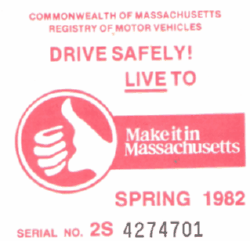 COMMONWEALTH OF MASSACHUSETTS
REGISTRY OF MOTOR VEHICLES
DRIVE SAFELY!
LIVE TO
Make it in
Massachusetts
SPRING 1982
SERIAL NO. 2S 4274701